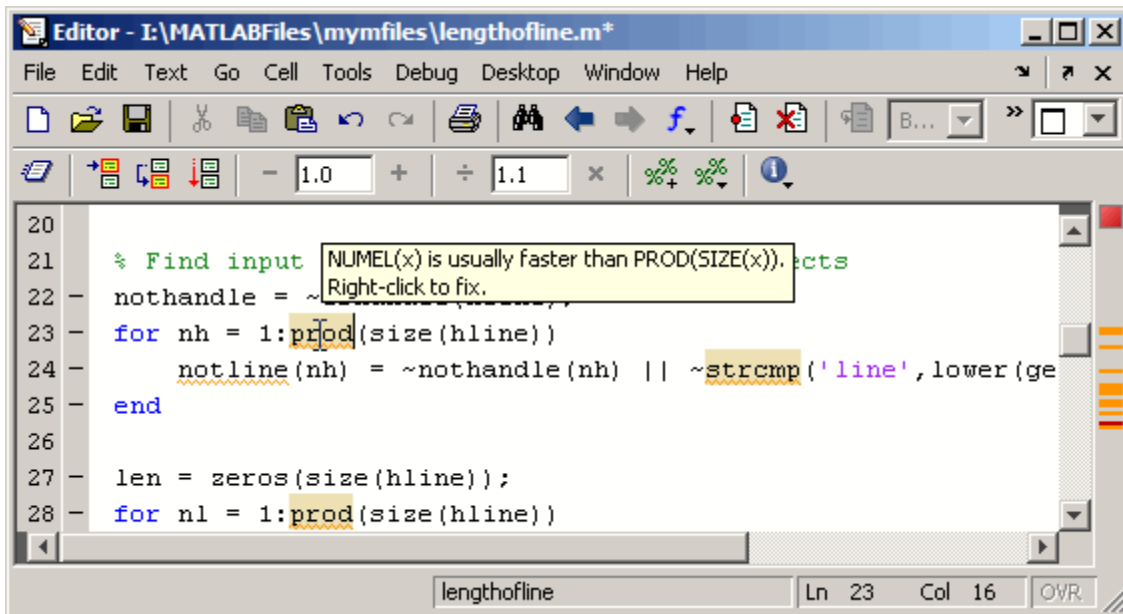 Editor - I:\MATLABFiles\mymfiles\lengthofline.m*
File Edit Text Go Cell Tools Debug Desktop Window Help
B...
1.0 1.1
20
21 % Find input cts
NUMEL(x) is usually faster than PROD(SIZE(x)).
Right-click to fix.
22 - nothandle = ~
23 - for nh = 1:prod(size(hline))
24 - notline(nh) = ~nothandle(nh) || ~strcmp('line',lower(ge
25 - end
26
27 - len = zeros(size(hline));
28 - for nl = 1:prod(size(hline))
lengthofline Ln 23 Col 16 OVR